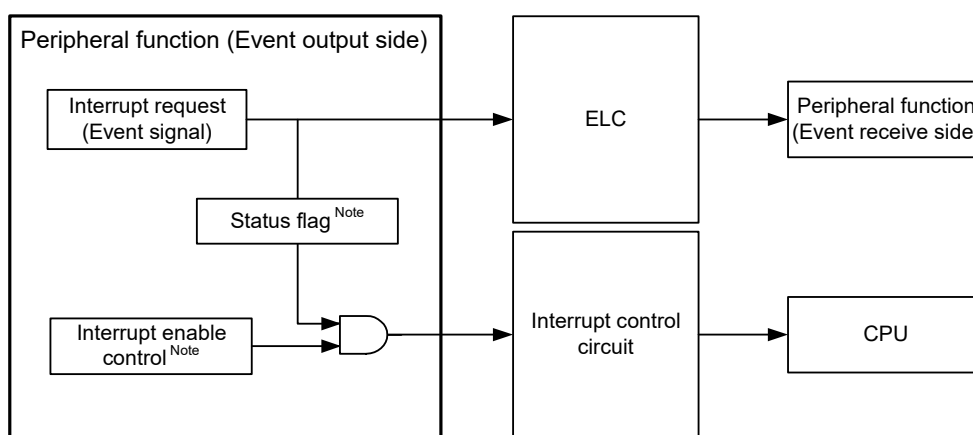 Peripheral function (Event output side)
Interrupt request
(Event signal)
ELC
Peripheral function
(Event receive side
Status flag Note
Interrupt enable
control Note
Interrupt control
circuit
CPU